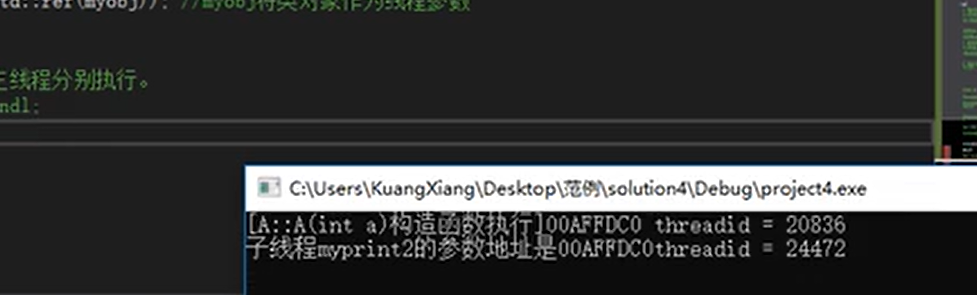 td::ref(myobj)); //myobj将类对象作为线程参数
主线程分别执行。
ndl;
C:\Users\KuangXiang\Desktop\范例\solution4\Debug\project4.exe
[A::A(int a)构造函数执行]00AFFDC0 threadid = 20836
子线程myprint2的参数地址是00AFFDC0threadid = 24472